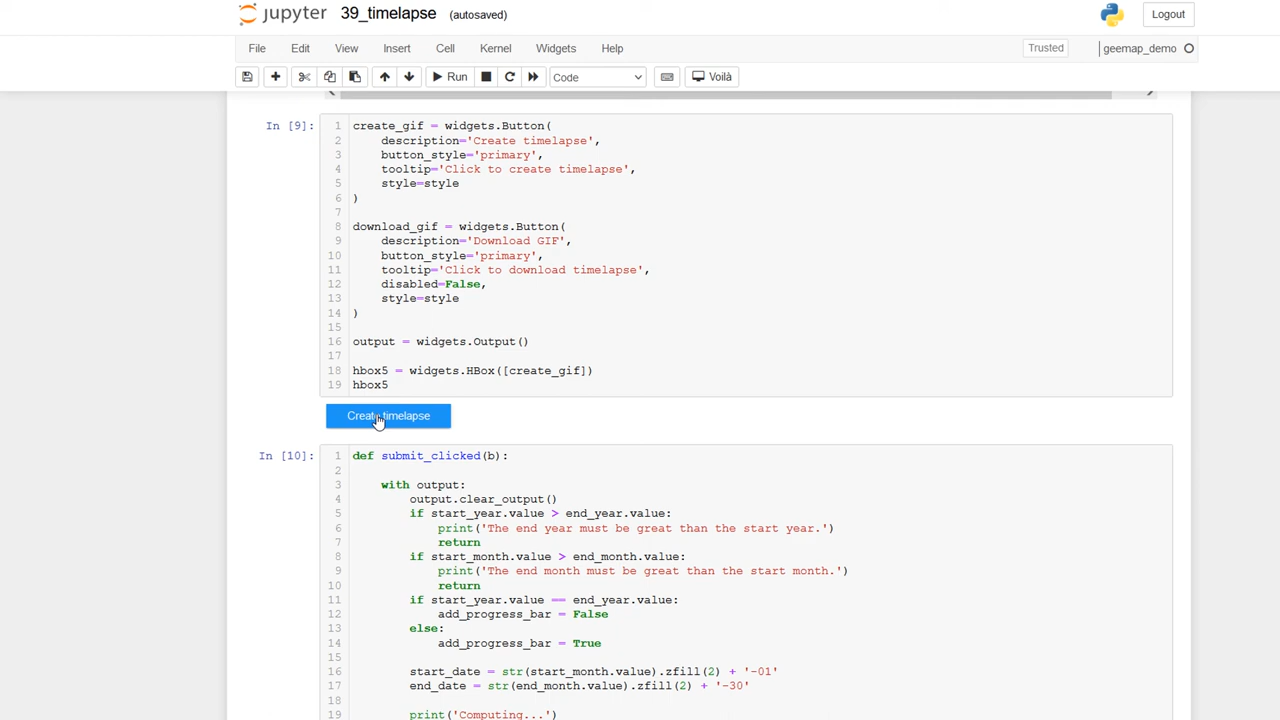 jupyter 39_timelapse (autosaved) Logout
File Edit View Insert Cell Kernel Widgets Help Trusted geemap_demo
Run Code Voilà
In [9]:
1 create_gif = widgets.Button(
2     description='Create timelapse',
3     button_style='primary',
4     tooltip='Click to create timelapse',
5     style=style
6 )
7
8 download_gif = widgets.Button(
9     description='Download GIF',
10     button_style='primary',
11     tooltip='Click to download timelapse',
12     disabled=False,
13     style=style
14 )
15
16 output = widgets.Output()
17
18 hbox5 = widgets.HBox([create_gif])
19 hbox5
Create timelapse
In [10]:
1 def submit_clicked(b):
2
3     with output:
4         output.clear_output()
5         if start_year.value > end_year.value:
6             print('The end year must be great than the start year.')
7             return
8         if start_month.value > end_month.value:
9             print('The end month must be great than the start month.')
10             return
11         if start_year.value == end_year.value:
12             add_progress_bar = False
13         else:
14             add_progress_bar = True
15
16         start_date = str(start_month.value).zfill(2) + '-01'
17         end_date = str(end_month.value).zfill(2) + '-30'
18
19         print('Computing...')